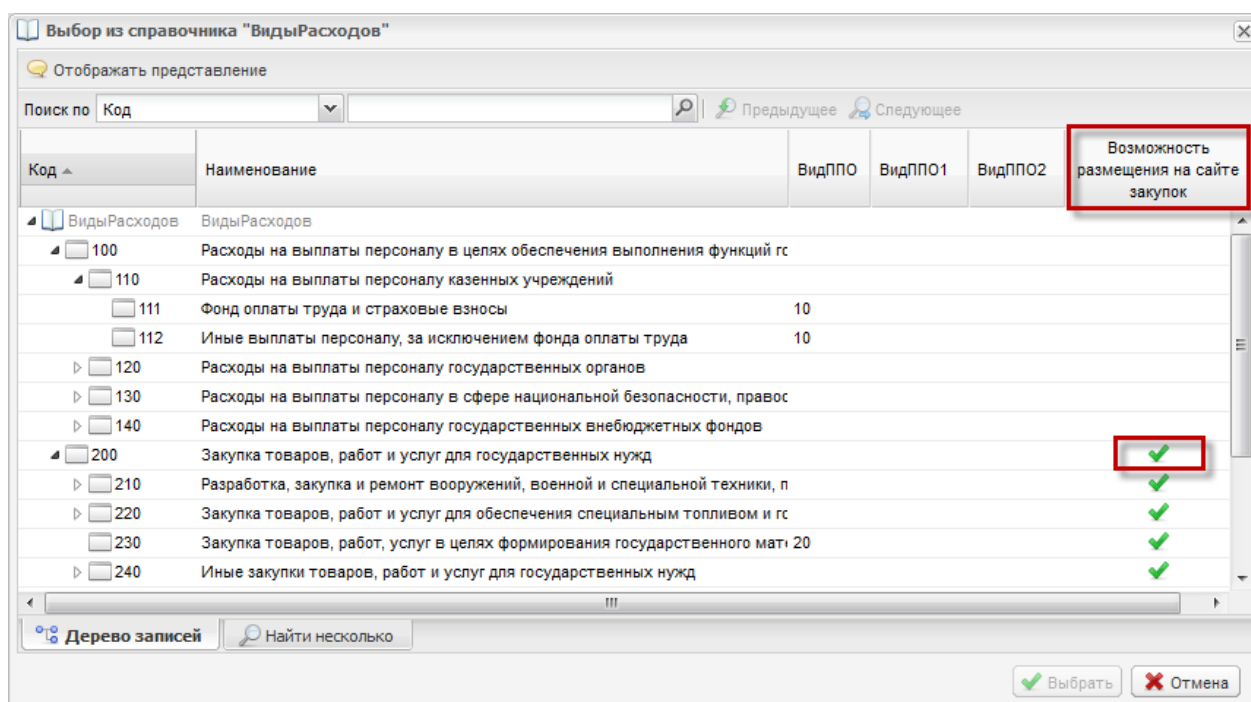 Выбор из справочника "ВидыРасходов"
Отображать представление
Поиск по Код Предыдущее Следующее
Код Наименование ВидППО ВидППО1 ВидППО2 Возможность
размещения на сайте
закупок
ВидыРасходов ВидыРасходов
100 Расходы на выплаты персоналу в целях обеспечения выполнения функций гс
110 Расходы на выплаты персоналу казенных учреждений
111 Фонд оплаты труда и страховые взносы 10
112 Иные выплаты персоналу, за исключением фонда оплаты труда 10
120 Расходы на выплаты персоналу государственных органов
130 Расходы на выплаты персоналу в сфере национальной безопасности, правос
140 Расходы на выплаты персоналу государственных внебюджетных фондов
200 Закупка товаров, работ и услуг для государственных нужд
210 Разработка, закупка и ремонт вооружений, военной и специальной техники, п
220 Закупка товаров, работ и услуг для обеспечения специальным топливом и гс
230 Закупка товаров, работ, услуг в целях формирования государственного мат 20
240 Иные закупки товаров, работ и услуг для государственных нужд
Дерево записей Найти несколько
Выбрать Отмена